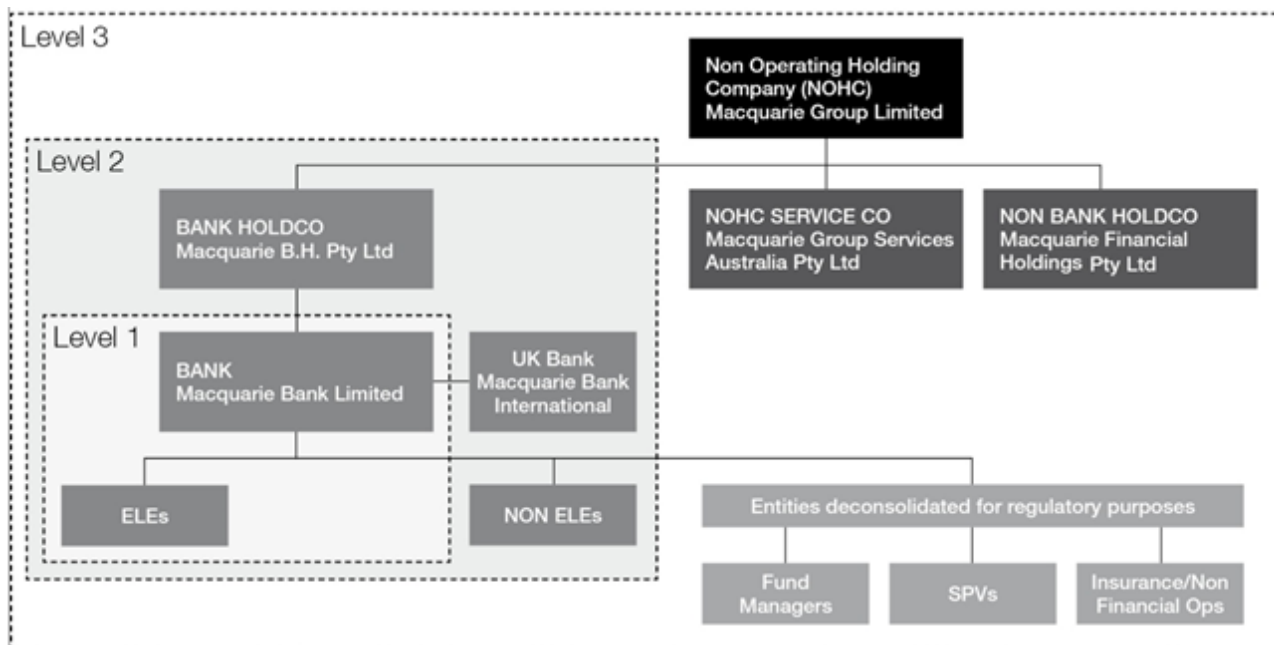 Level 3
Non Operating Holding
Company (NOHC)
Macquarie Group Limited
Level 2
BANK HOLDCO
Macquarie B.H. Pty Ltd
NOHC SERVICE CO
Macquarie Group Services
Australia Pty Ltd
NON BANK HOLDCO
Macquarie Financial
Holdings Pty Ltd
Level 1
BANK
Macquarie Bank Limited
UK Bank
Macquarie Bank
International
ELEs
NON ELEs
Entities deconsolidated for regulatory purposes
Fund
Managers
SPVs
Insurance/Non
Financial Ops